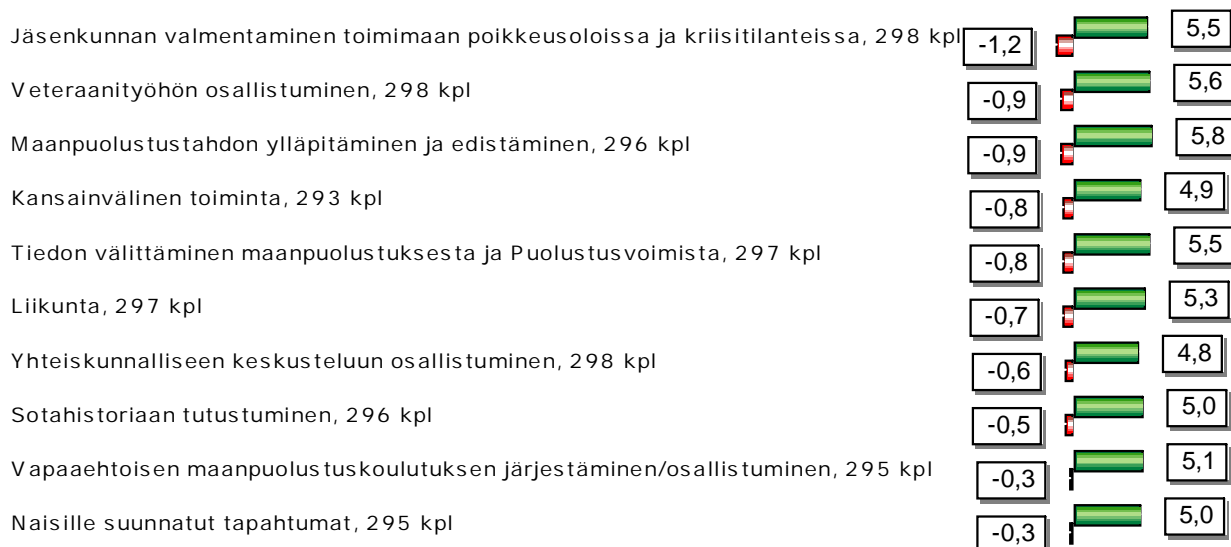 Jäsenkunnan valmentaminen toimimaan poikkeusoloissa ja kriisitilanteissa, 298 kpl -1,2 5,5
Veteraanityöhön osallistuminen, 298 kpl -0,9 5,6
Maanpuolustustahdon ylläpitäminen ja edistäminen, 296 kpl -0,9 5,8
Kansainvälinen toiminta, 293 kpl -0,8 4,9
Tiedon välittäminen maanpuolustuksesta ja Puolustusvoimista, 297 kpl -0,8 5,5
Liikunta, 297 kpl -0,7 5,3
Yhteiskunnalliseen keskusteluun osallistuminen, 298 kpl -0,6 4,8
Sotahistoriaan tutustuminen, 296 kpl -0,5 5,0
Vapaaehtoisen maanpuolustuskoulutuksen järjestäminen/osallistuminen, 295 kpl -0,3 5,1
Naisille suunnatut tapahtumat, 295 kpl -0,3 5,0